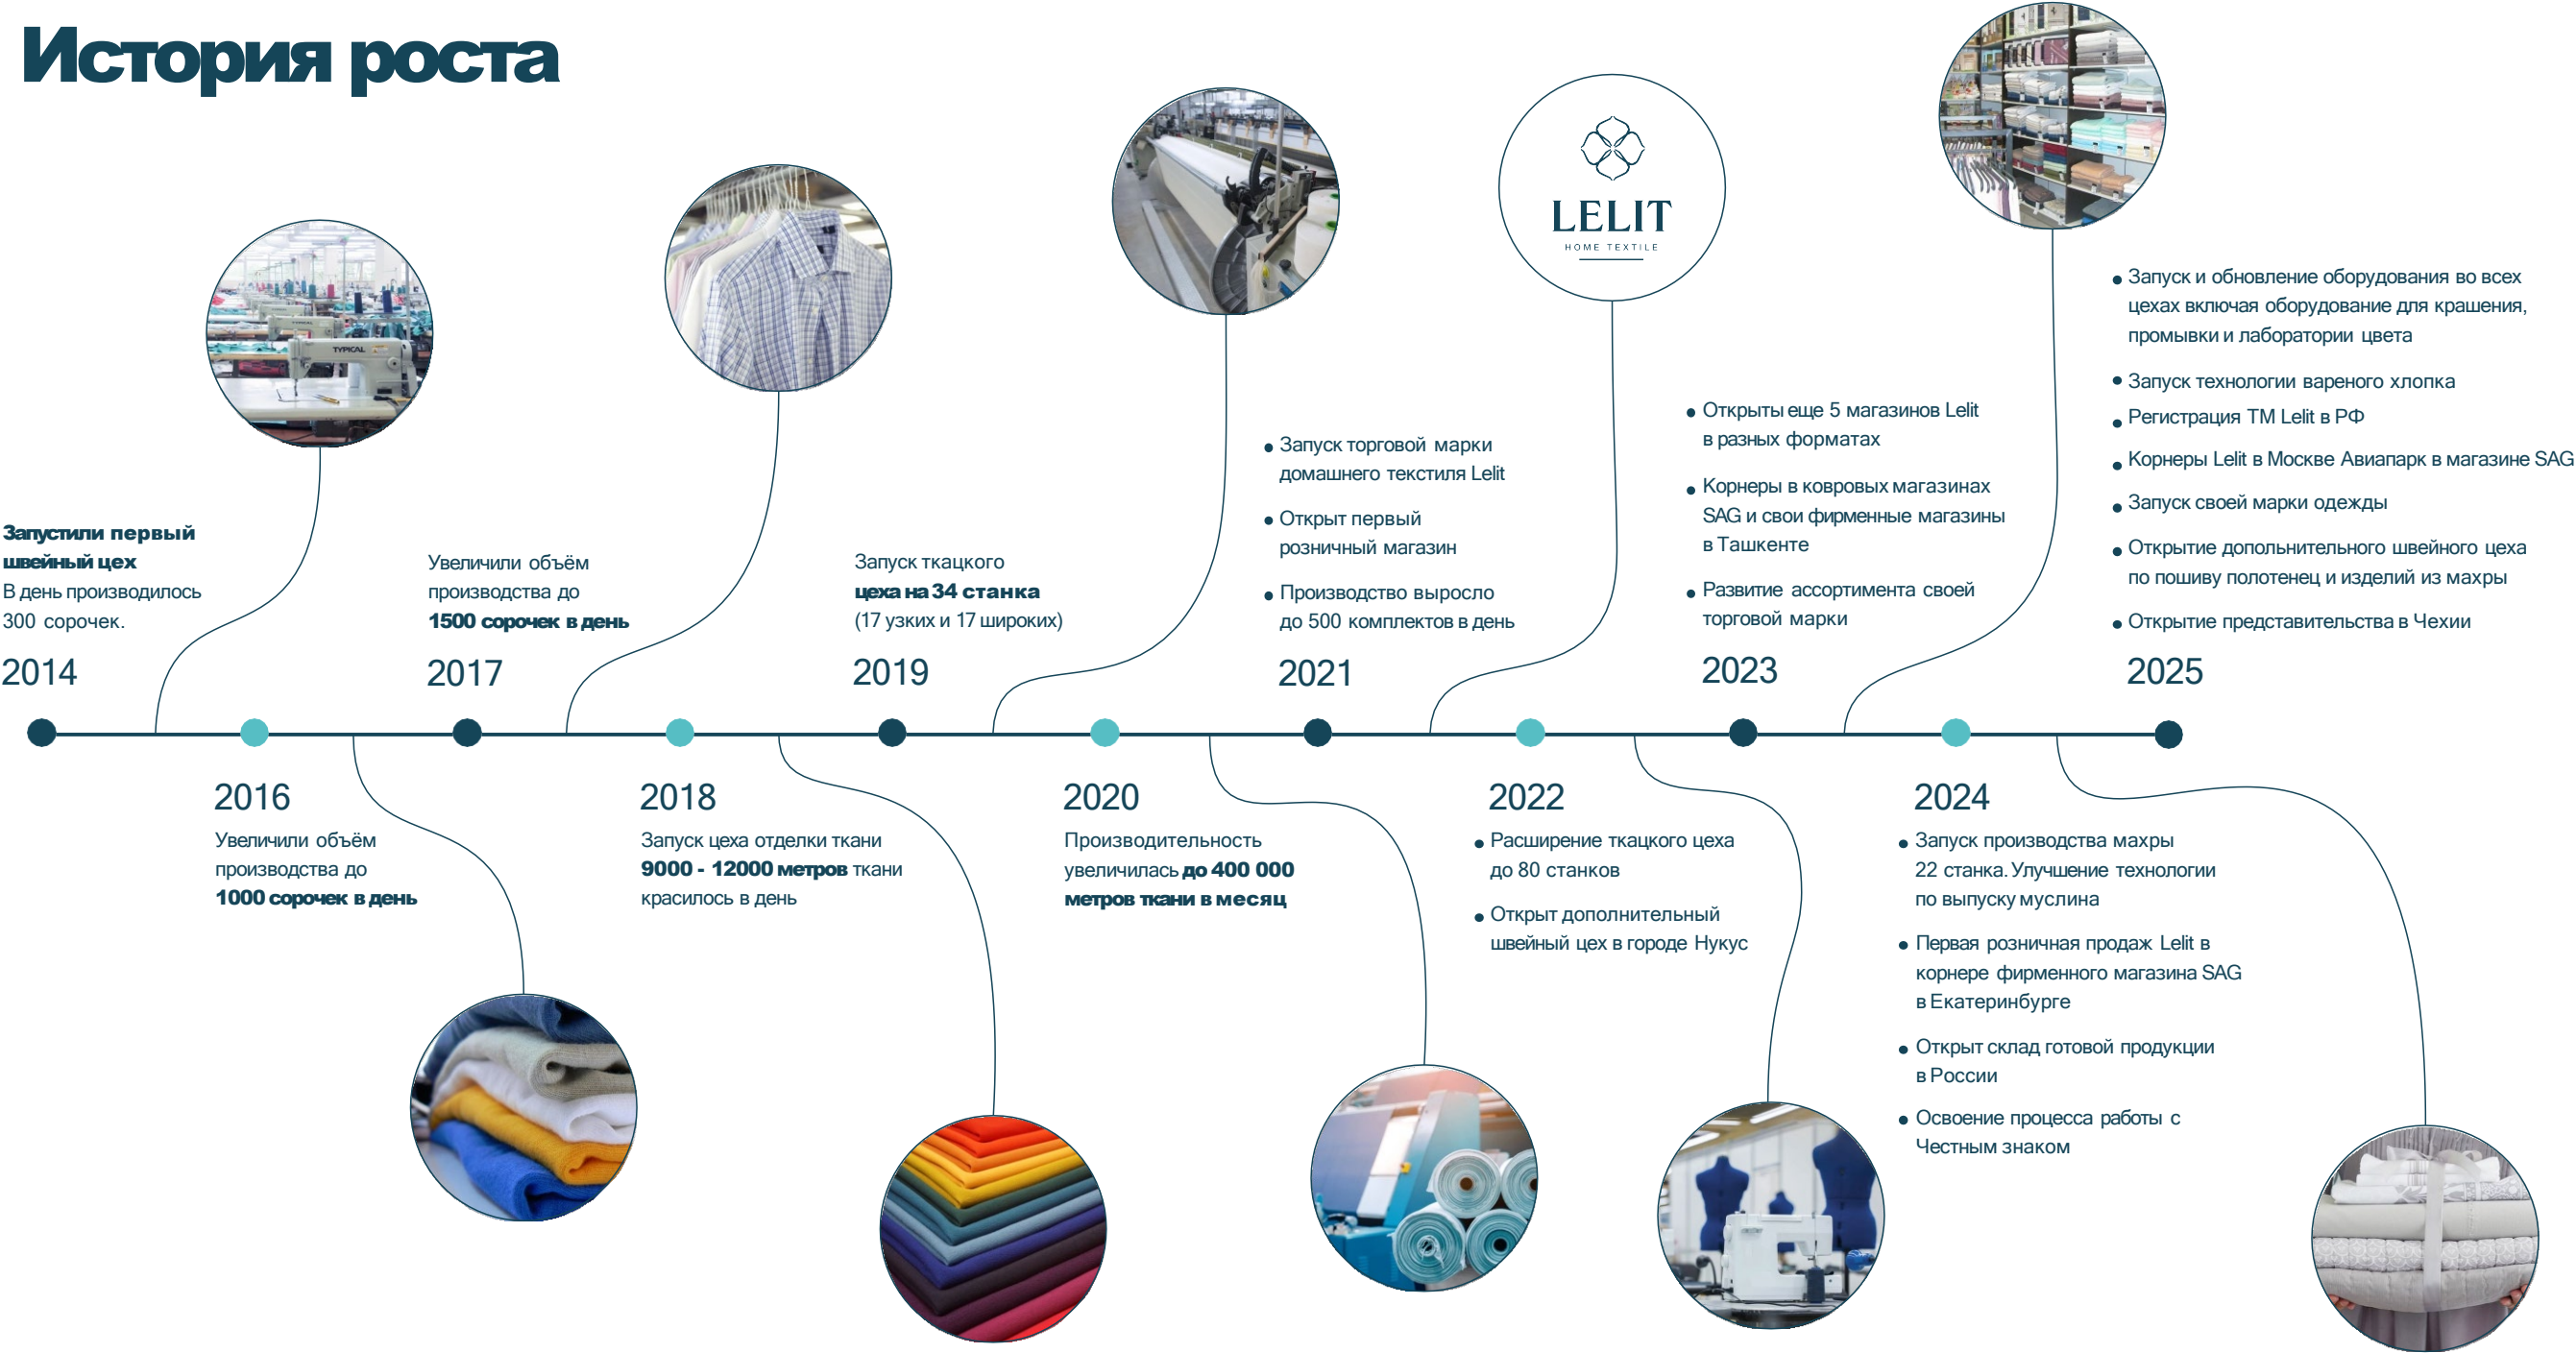 История роста
TYPICAL
LELIT
HOME TEXTILE
Запустили первый
швейный цех
В день производилось
300 сорочек.
2014
2016
Увеличили объём
производства до
1000 сорочек в день
Увеличили объём
производства до
1500 сорочек в день
2017
2018
Запуск цеха отделки ткани
9000 - 12000 метров ткани
красилось в день
Запуск ткацкого
цеха на 34 станка
(17 узких и 17 широких)
2019
2020
Производительность
увеличилась до 400 000
метров ткани в месяц
Запуск торговой марки
домашнего текстиля Lelit
Открыт первый
розничный магазин
Производство выросло
до 500 комплектов в день
2021
2022
Расширение ткацкого цеха
до 80 станков
Открыт дополнительный
швейный цех в городе Нукус
Открыты еще 5 магазинов Lelit
в разных форматах
Корнеры в ковровых магазинах
SAG и свои фирменные магазины
в Ташкенте
Развитие ассортимента своей
торговой марки
2023
2024
Запуск производства махры
22 станка. Улучшение технологии
по выпуску муслина
Первая розничная продаж Lelit в
корнере фирменного магазина SAG
в Екатеринбурге
Открыт склад готовой продукции
в России
Освоение процесса работы с
Честным знаком
Запуск и обновление оборудования во всех
цехах включая оборудование для крашения,
промывки и лаборатории цвета
Запуск технологии вареного хлопка
Регистрация ТМ Lelit в РФ
Корнеры Lelit в Москве Авиапарк в магазине SAG
Запуск своей марки одежды
Открытие допольнительного швейного цеха
по пошиву полотенец и изделий из махры
Открытие представительства в Чехии
2025